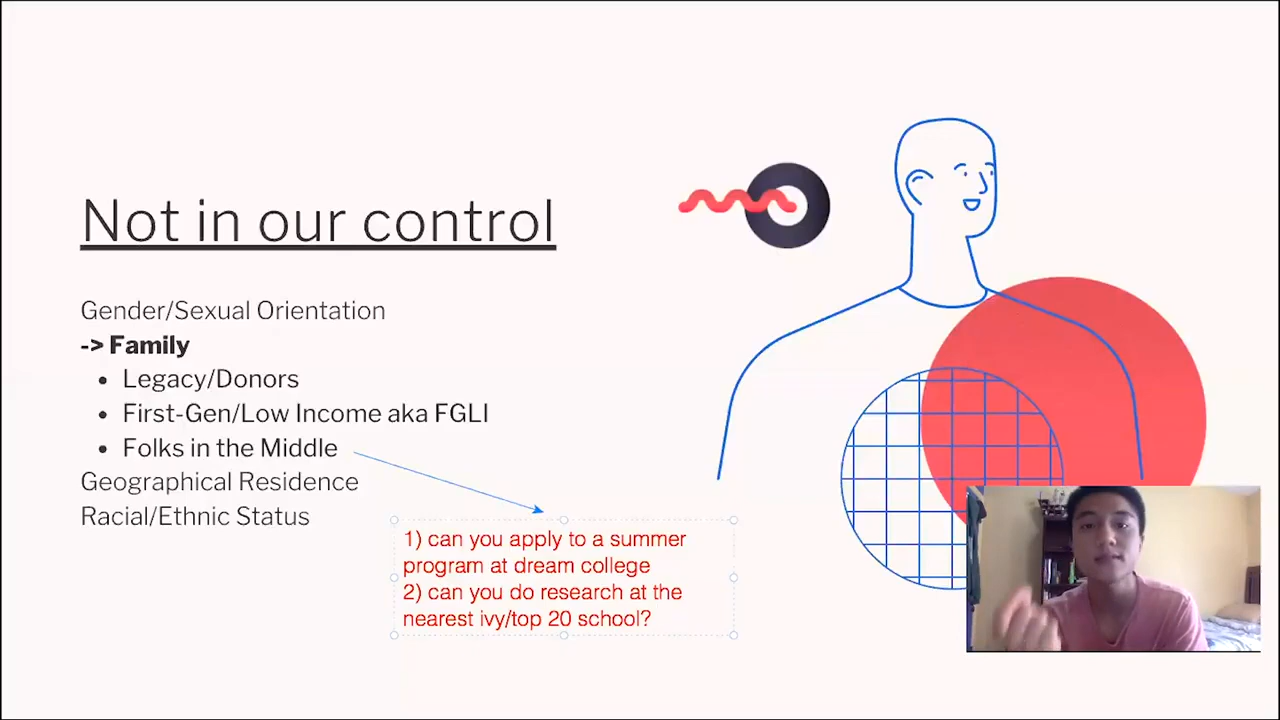 Not in our control
Gender/Sexual Orientation
-> Family
• Legacy/Donors
• First-Gen/Low Income aka FGLI
• Folks in the Middle
Geographical Residence
Racial/Ethnic Status
1) can you apply to a summer
program at dream college
2) can you do research at the
nearest ivy/top 20 school?